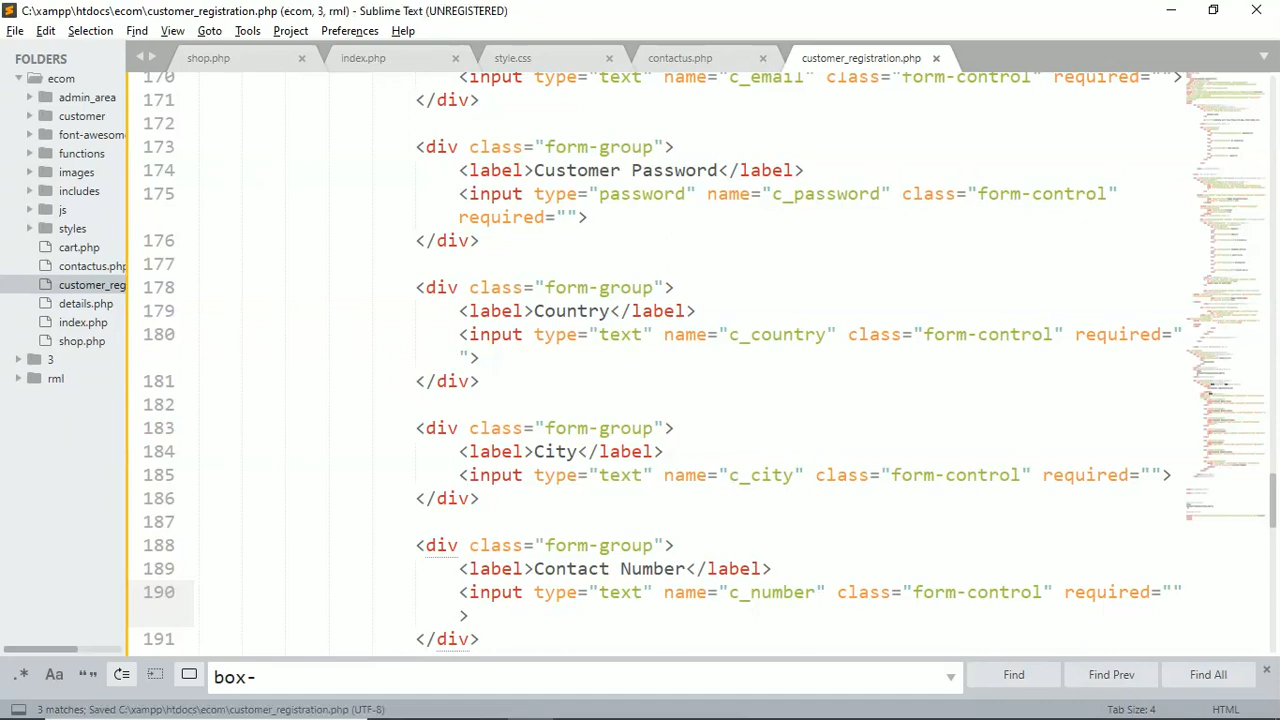 C:\xampp\htdocs\ecom\customer_registration.php (ecom, 3, rml) - Sublime Text (UNREGISTERED)
File Edit Selection Find View Goto Tools Project Preferences Help
FOLDERS
ecom
admin_area
customer
font-awesom
functions
images
includes
js
styles
cart.php
contactus.php
customer_reg
details.php
index.php
shop.php
3
rml
shop.php × index.php × style.css × contactus.php × customer_registration.php ×
170 <input type="text" name="c_email" class="form-control" required="">
171 </div>
172
173 <div class="form-group">
174 <label>Customer Password</label>
175 <input type="password" name="c_password" class="form-control"
required="">
176 </div>
177
178 <div class="form-group">
179 <label>Country</label>
180 <input type="text" name="c_country" class="form-control" required="
">
181 </div>
182
183 <div class="form-group">
184 <label>City</label>
185 <input type="text" name="c_city" class="form-control" required="">
186 </div>
187
188 <div class="form-group">
189 <label>Contact Number</label>
190 <input type="text" name="c_number" class="form-control" required=""
>
191 </div>
.* Aa “” box- Find Find Prev Find All ×
3 matches; Saved C:\xampp\htdocs\ecom\customer_registration.php (UTF-8) Tab Size: 4 HTML